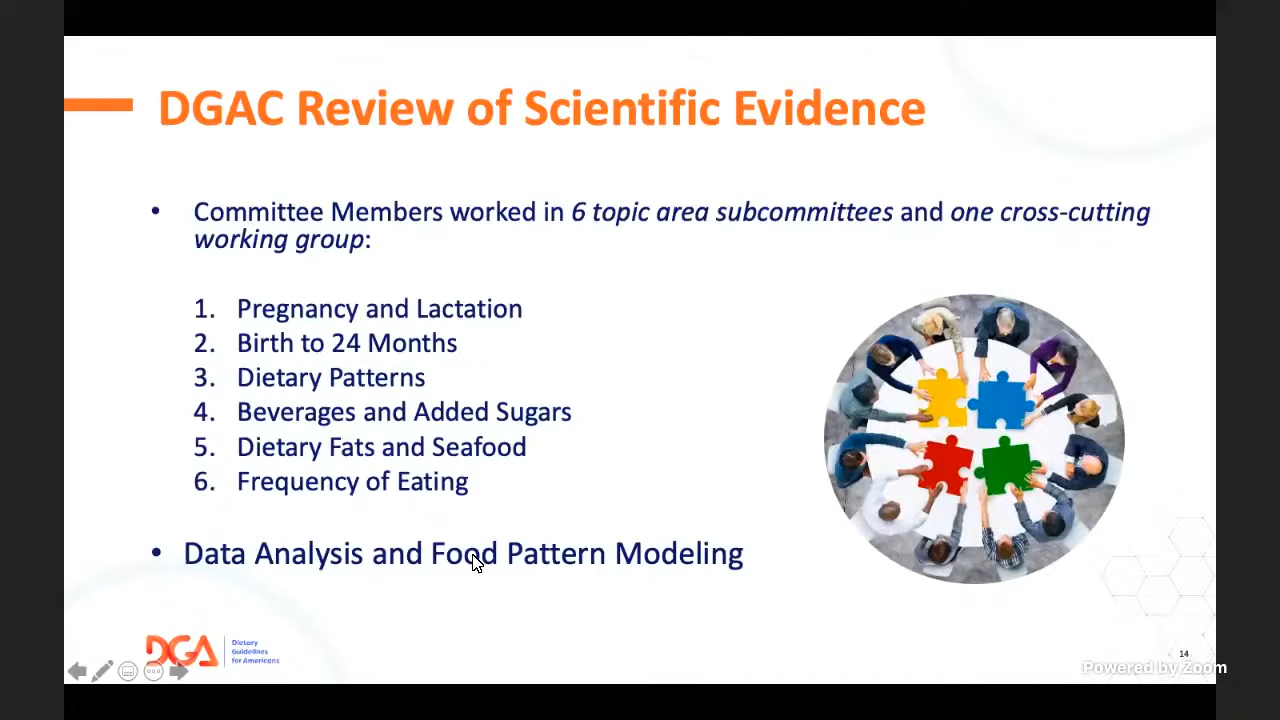 DGAC Review of Scientific Evidence
• Committee Members worked in 6 topic area subcommittees and one cross-cutting
working group:
1. Pregnancy and Lactation
2. Birth to 24 Months
3. Dietary Patterns
4. Beverages and Added Sugars
5. Dietary Fats and Seafood
6. Frequency of Eating
• Data Analysis and Food Pattern Modeling
DGA
Dietary
Guidelines
for Americans
14
Powered by Zoom